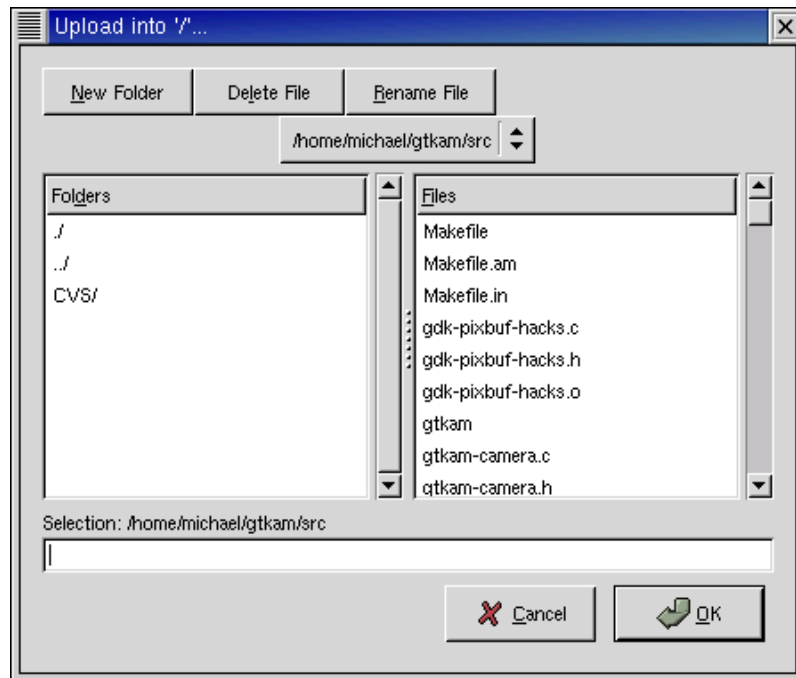 Upload into '/'...
New Folder Delete File Rename File
/home/michael/gtkam/src
Folders
./
../
CVS/
Files
Makefile
Makefile.am
Makefile.in
gdk-pixbuf-hacks.c
gdk-pixbuf-hacks.h
gdk-pixbuf-hacks.o
gtkam
gtkam-camera.c
gtkam-camera.h
Selection: /home/michael/gtkam/src
Cancel OK